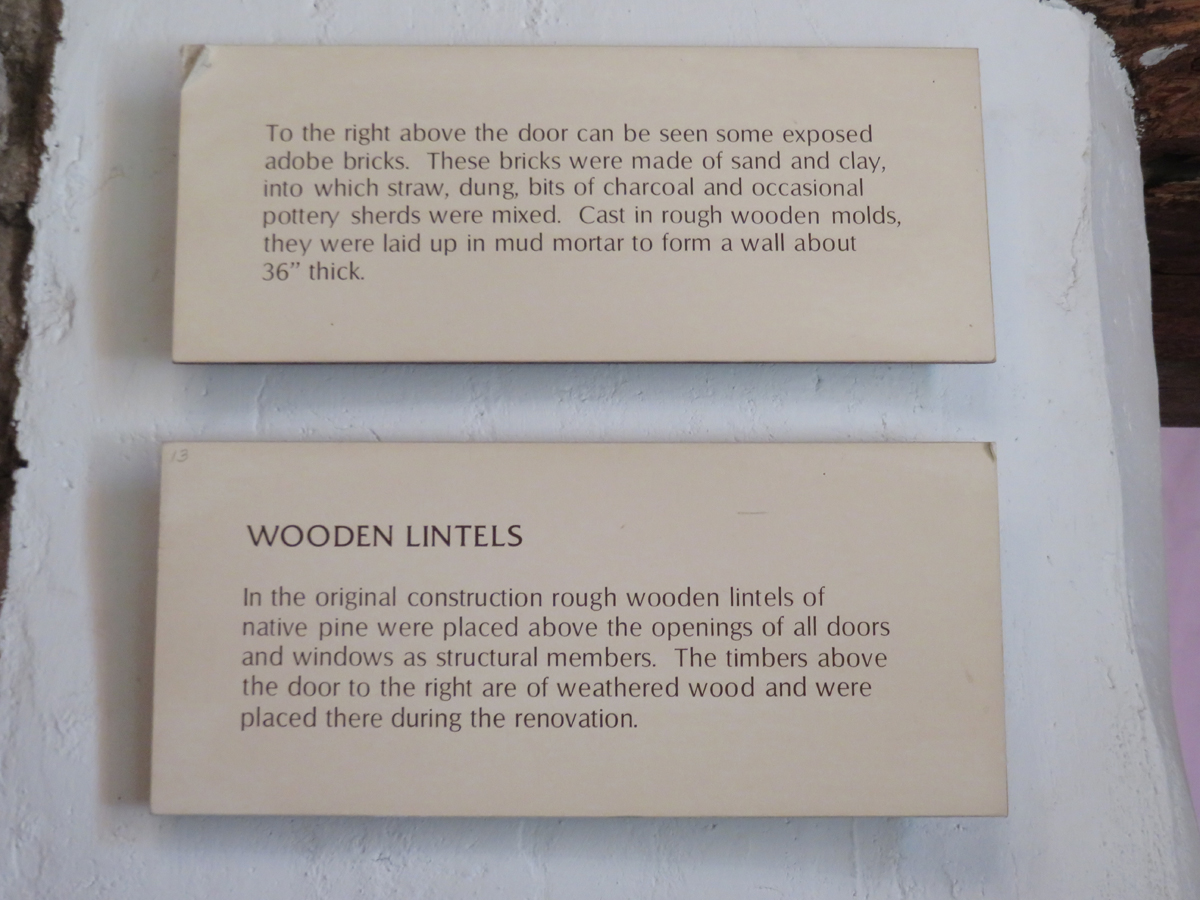 To the right above the door can be seen some exposed
adobe bricks. These bricks were made of sand and clay,
into which straw, dung, bits of charcoal and occasional
pottery sherds were mixed. Cast in rough wooden molds,
they were laid up in mud mortar to form a wall about
36” thick.
13
WOODEN LINTELS
In the original construction rough wooden lintels of
native pine were placed above the openings of all doors
and windows as structural members. The timbers above
the door to the right are of weathered wood and were
placed there during the renovation.